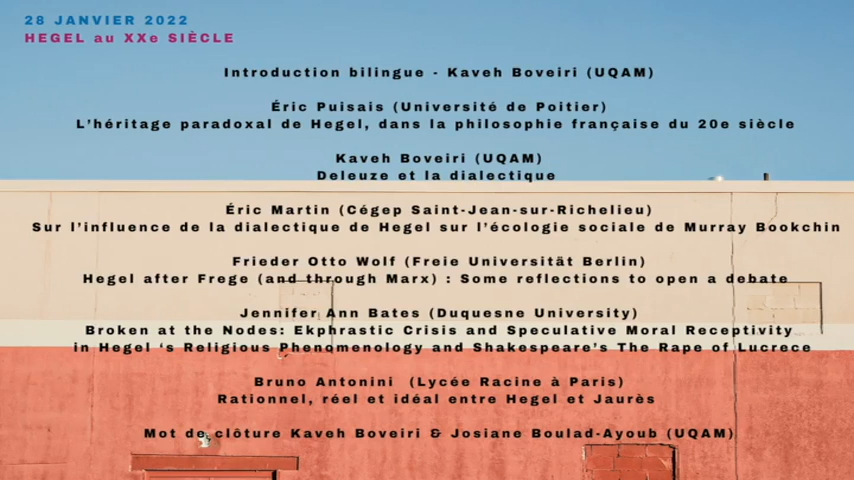 28 JANVIER 2022
HEGEL au XXe SIÈCLE
Introduction bilingue - Kaveh Boveiri (UQAM)
Éric Puisais (Université de Poitier)
L'héritage paradoxal de Hegel, dans la philosophie française du 20e siècle
Kaveh Boveiri (UQAM)
Deleuze et la dialectique
Éric Martin (Cégep Saint-Jean-sur-Richelieu)
Sur l'influence de la dialectique de Hegel sur l'écologie sociale de Murray Bookchin
Frieder Otto Wolf (Freie Universität Berlin)
Hegel after Frege (and through Marx) : Some reflections to open a debate
Jennifer Ann Bates (Duquesne University)
Broken at the Nodes: Ekphrastic Crisis and Speculative Moral Receptivity
in Hegel 's Religious Phenomenology and Shakespeare's The Rape of Lucrece
Bruno Antonini (Lycée Racine à Paris)
Rationnel, réel et idéal entre Hegel et Jaurès
Mot de clôture Kaveh Boveiri & Josiane Boulad-Ayoub (UQAM)